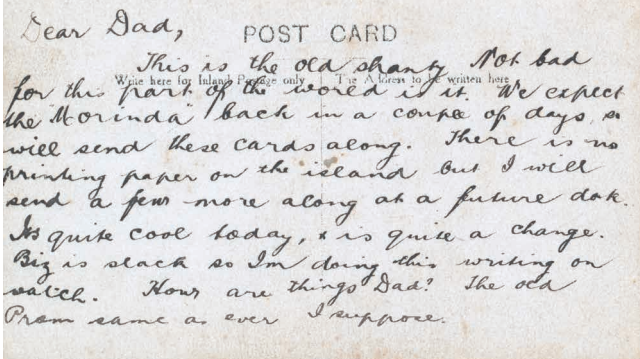 Dear Dad,
POST CARD
This is the old shanty Not bad
Write here for Inland Postage only The Address to be written here
for this part of the world is it. We expect
the "Morinda" back in a couple of days, so
will send these cards along. There is no
printing paper on the island but I will
send a few more along at a future date.
Its quite cool today, & is quite a change.
Biz is slack so I'm doing this writing on
watch. How are things Dad? The old
Prom same as ever I suppose.